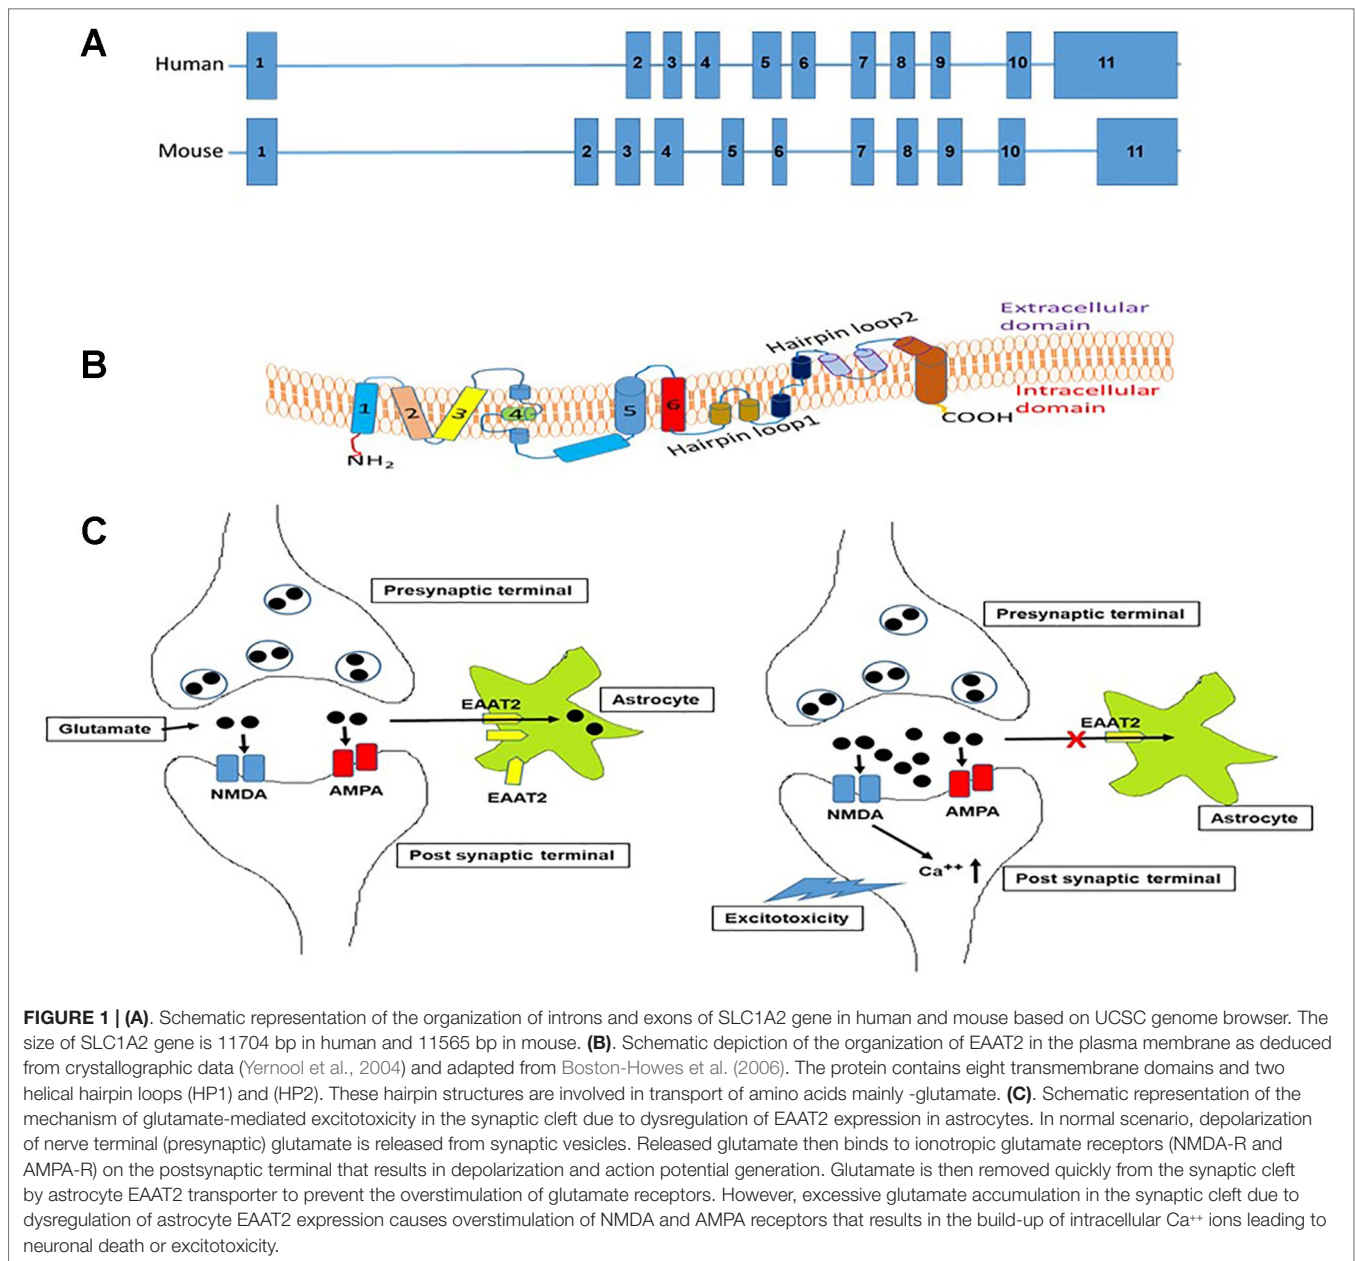 A
Human
1
2
3
4
5
6
7
8
9
10
11
Mouse
1
2
3
4
5
6
7
8
9
10
11
B
Extracellular
domain
Hairpin loop2
Intracellular
domain
1
2
3
4
5
6
COOH
Hairpin loop1
NH2
C
Presynaptic terminal
EAAT2
Astrocyte
Glutamate
NMDA
AMPA
EAAT2
Post synaptic terminal
Presynaptic terminal
EAAT2
NMDA
AMPA
Astrocyte
Ca++
Post synaptic terminal
Excitotoxicity
FIGURE 1 | (A). Schematic representation of the organization of introns and exons of SLC1A2 gene in human and mouse based on UCSC genome browser. The
size of SLC1A2 gene is 11704 bp in human and 11565 bp in mouse. (B). Schematic depiction of the organization of EAAT2 in the plasma membrane as deduced
from crystallographic data (Yernool et al., 2004) and adapted from Boston-Howes et al. (2006). The protein contains eight transmembrane domains and two
helical hairpin loops (HP1) and (HP2). These hairpin structures are involved in transport of amino acids mainly -glutamate. (C). Schematic representation of the
mechanism of glutamate-mediated excitotoxicity in the synaptic cleft due to dysregulation of EAAT2 expression in astrocytes. In normal scenario, depolarization
of nerve terminal (presynaptic) glutamate is released from synaptic vesicles. Released glutamate then binds to ionotropic glutamate receptors (NMDA-R and
AMPA-R) on the postsynaptic terminal that results in depolarization and action potential generation. Glutamate is then removed quickly from the synaptic cleft
by astrocyte EAAT2 transporter to prevent the overstimulation of glutamate receptors. However, excessive glutamate accumulation in the synaptic cleft due to
dysregulation of astrocyte EAAT2 expression causes overstimulation of NMDA and AMPA receptors that results in the build-up of intracellular Ca++ ions leading to
neuronal death or excitotoxicity.